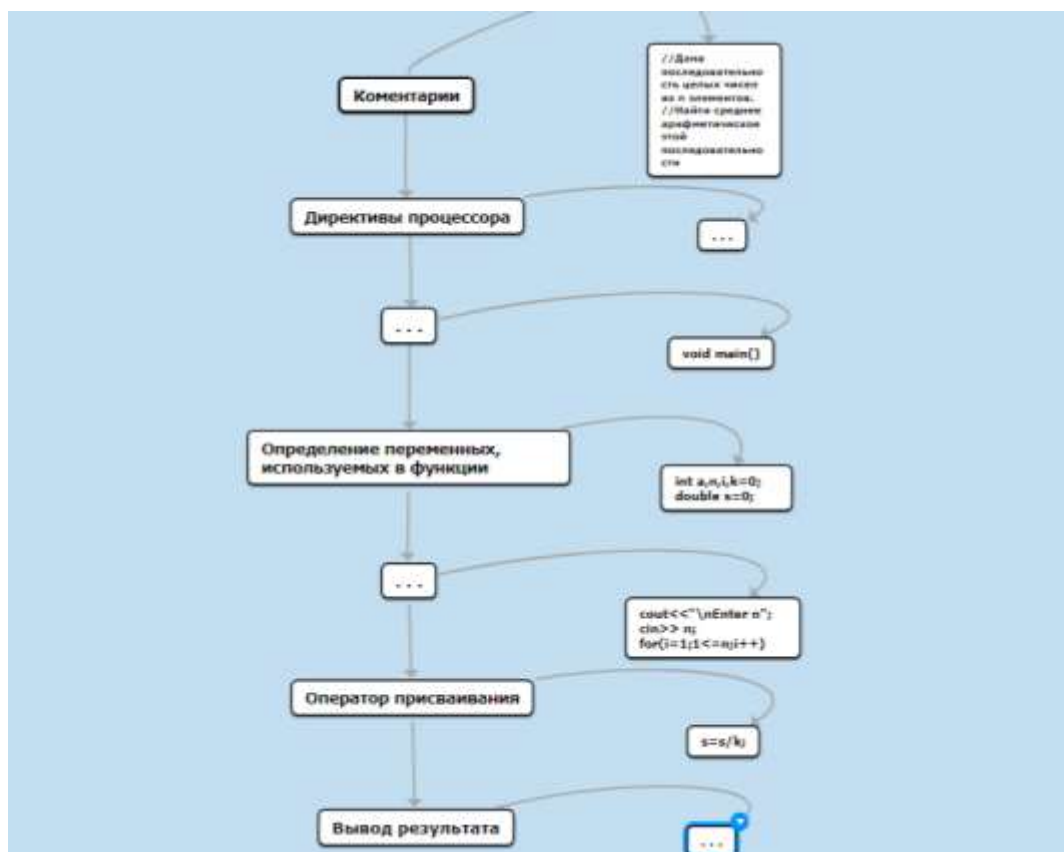 Коментарии
//Дана
последовательно
сть целых чисел
из n элементов.
//Найти среднее
арифметическое
этой
последовательно
сти
Директивы процессора
...
...
void main()
Определение переменных,
используемых в функции
int a,n,i,k=0;
double s=0;
...
cout<<"\nEnter n";
cin>> n;
for(i=1;1<=n;i++)
Оператор присваивания
s=s/k;
Вывод результата
...